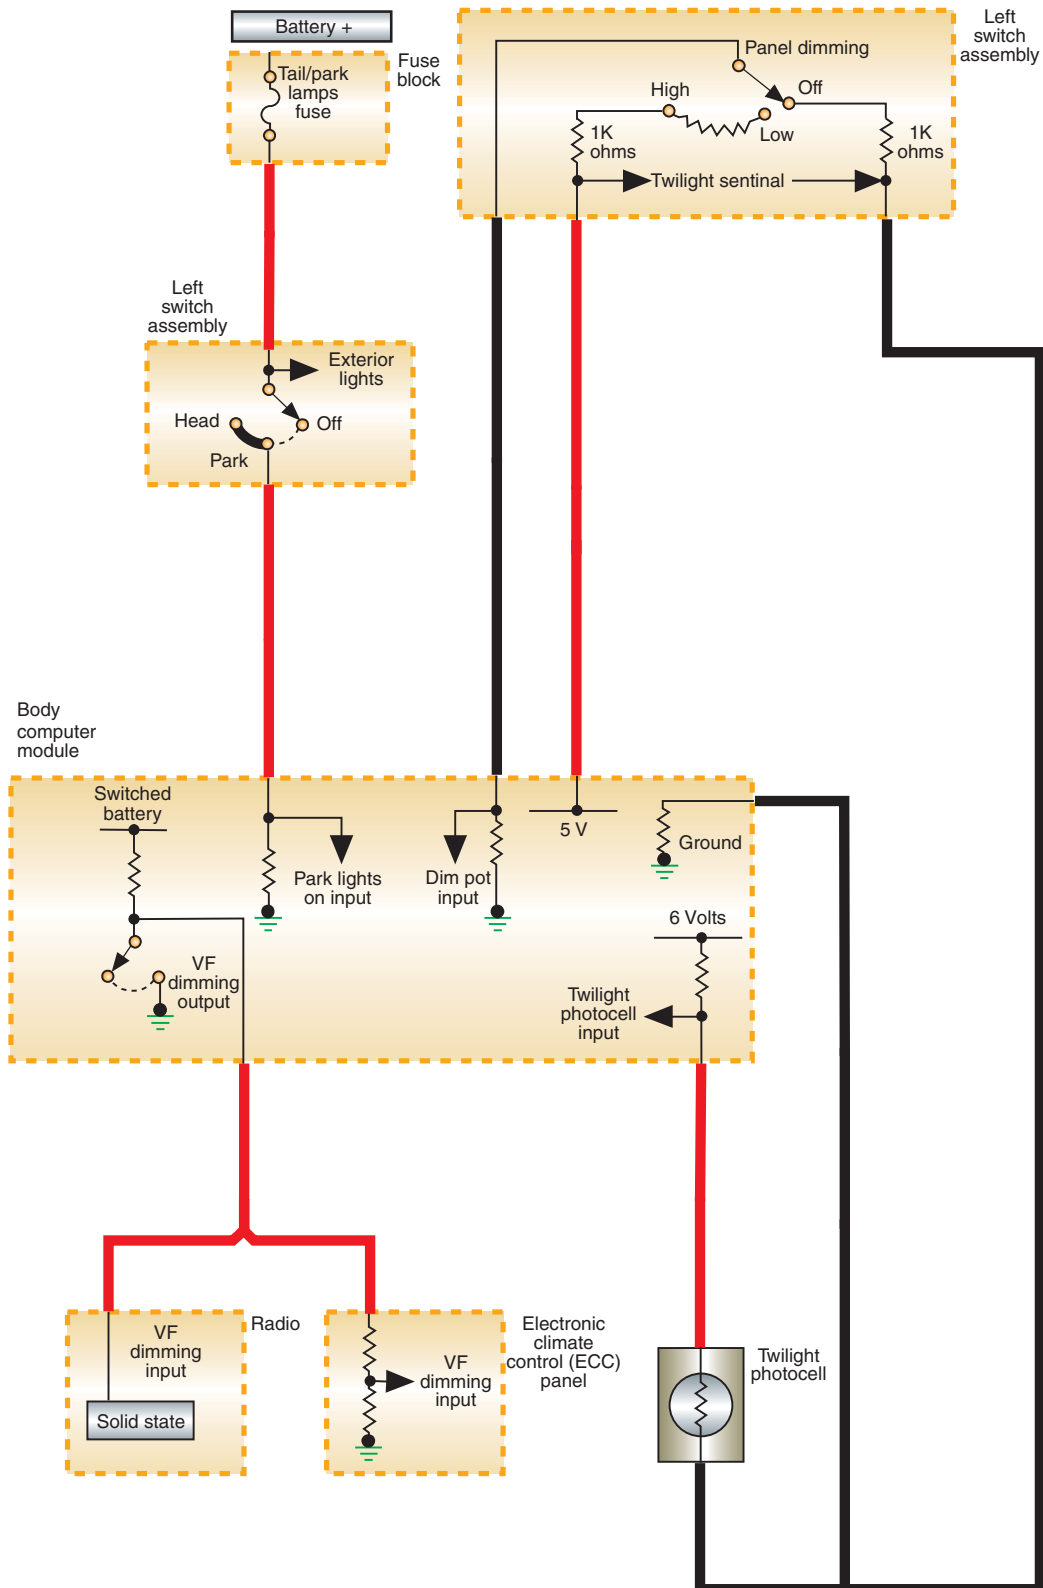 Battery +
Fuse
block
Tail/park
lamps
fuse
Left
switch
assembly
Panel dimming
Off
High
Low
1K
ohms
1K
ohms
Twilight sentinal
Left
switch
assembly
Exterior
lights
Head
Off
Park
Body
computer
module
Switched
battery
5 V
Ground
Park lights
on input
Dim pot
input
6 Volts
VF
dimming
output
Twilight
photocell
input
Radio
VF
dimming
input
Solid state
Electronic
climate
control (ECC)
panel
VF
dimming
input
Twilight
photocell